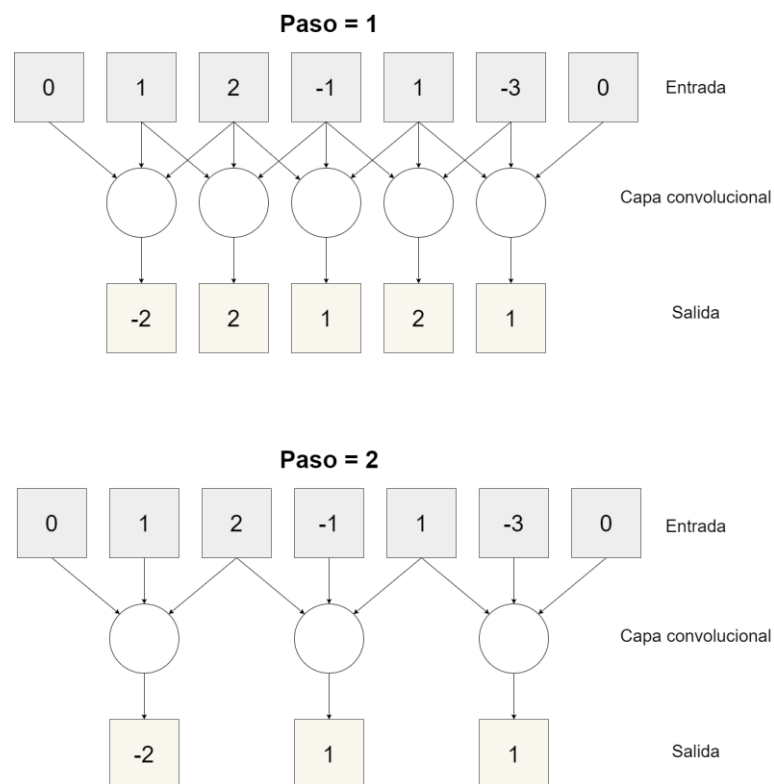 Paso = 1
0 1 2 -1 1 -3 0 Entrada
Capa convolucional
-2 2 1 2 1 Salida
Paso = 2
0 1 2 -1 1 -3 0 Entrada
Capa convolucional
-2 1 1 Salida